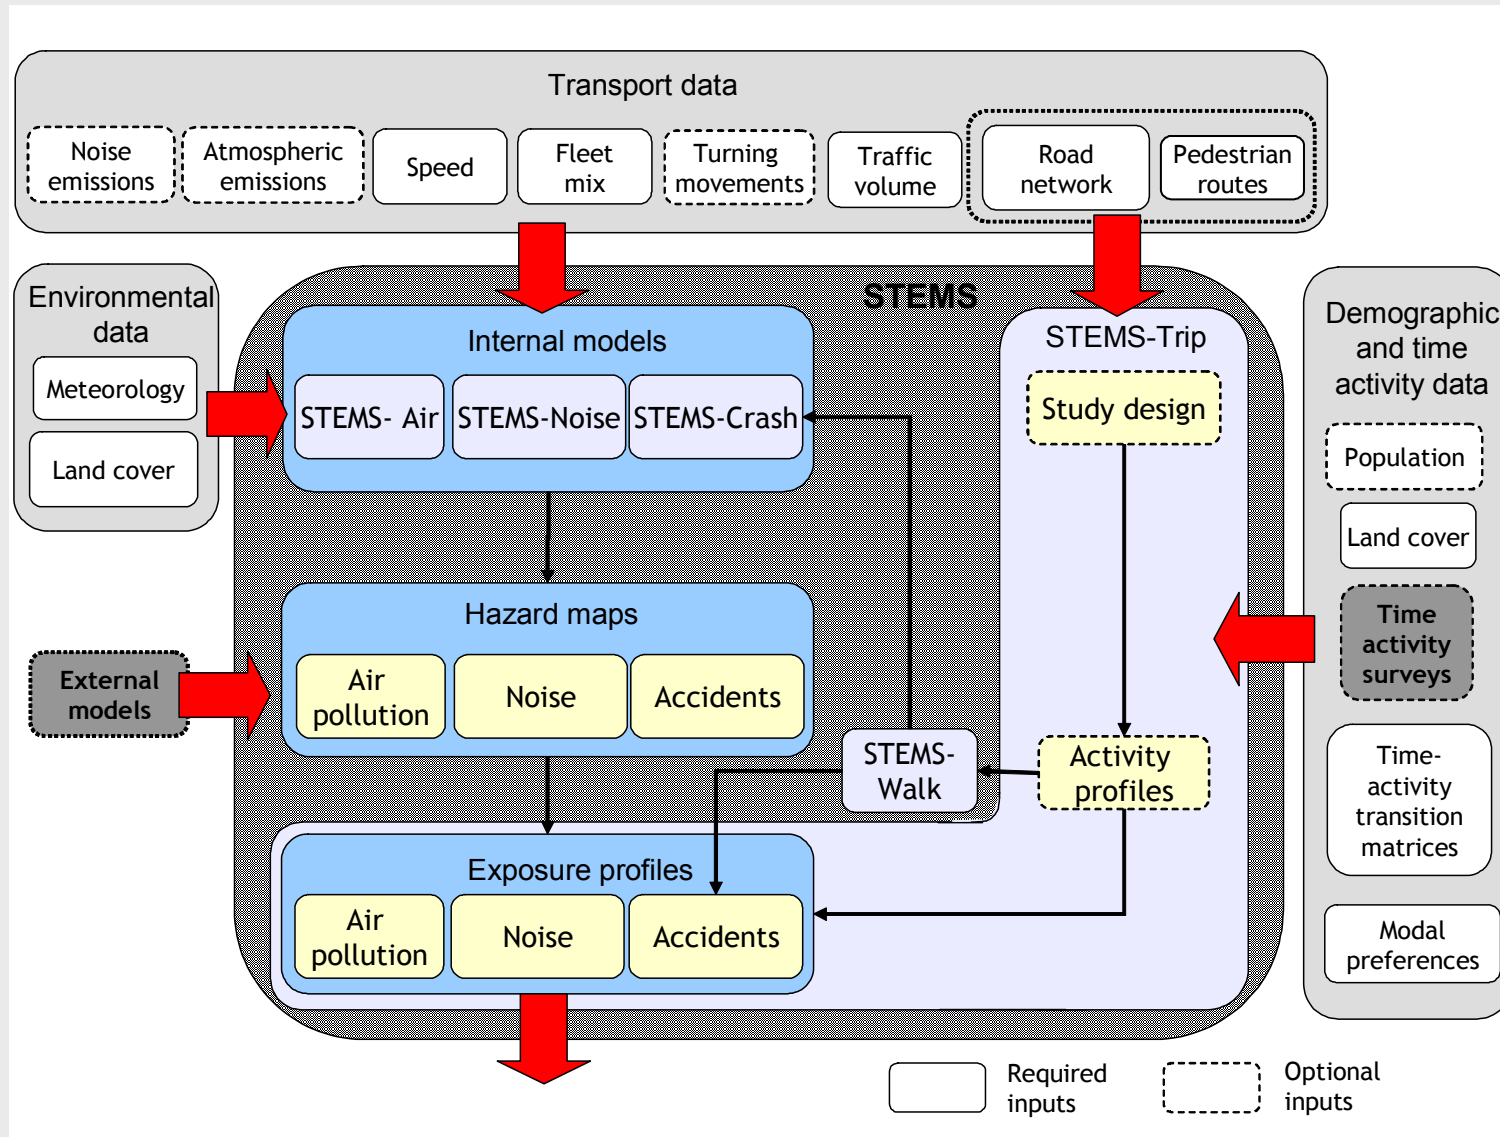 Transport data
Noise
emissions
Atmospheric
emissions
Speed
Fleet
mix
Turning
movements
Traffic
volume
Road
network
Pedestrian
routes
Environmental
data
Meteorology
Land cover
External
models
STEMS
Internal models
STEMS- Air
STEMS-Noise
STEMS-Crash
Hazard maps
Air
pollution
Noise
Accidents
STEMS-
Walk
Exposure profiles
Air
pollution
Noise
Accidents
STEMS-Trip
Study design
Activity
profiles
Demographic
and time
activity data
Population
Land cover
Time
activity
surveys
Time-
activity
transition
matrices
Modal
preferences
Required
inputs
Optional
inputs